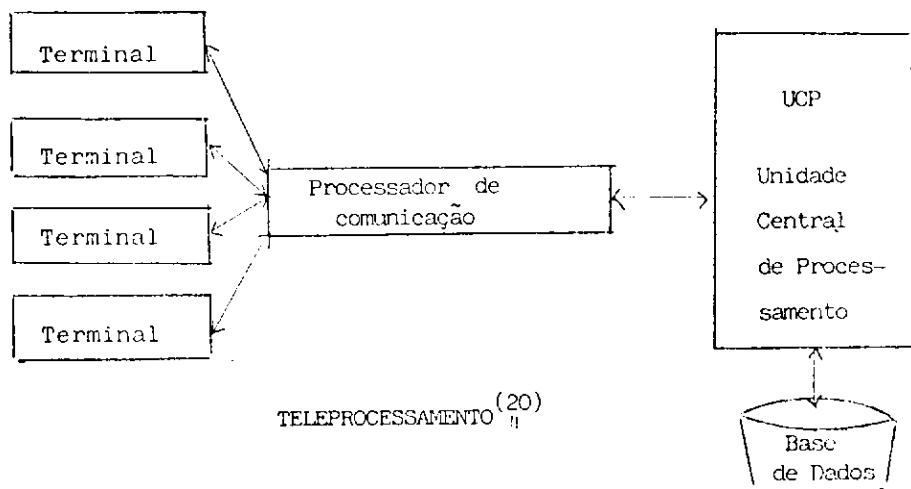 Terminal
Terminal
Terminal
Terminal
Processador de
comunicação
UCP
Unidade
Central
de Proces-
samento
TELEPROCESSAMENTO (20)
"
Base
de Dados